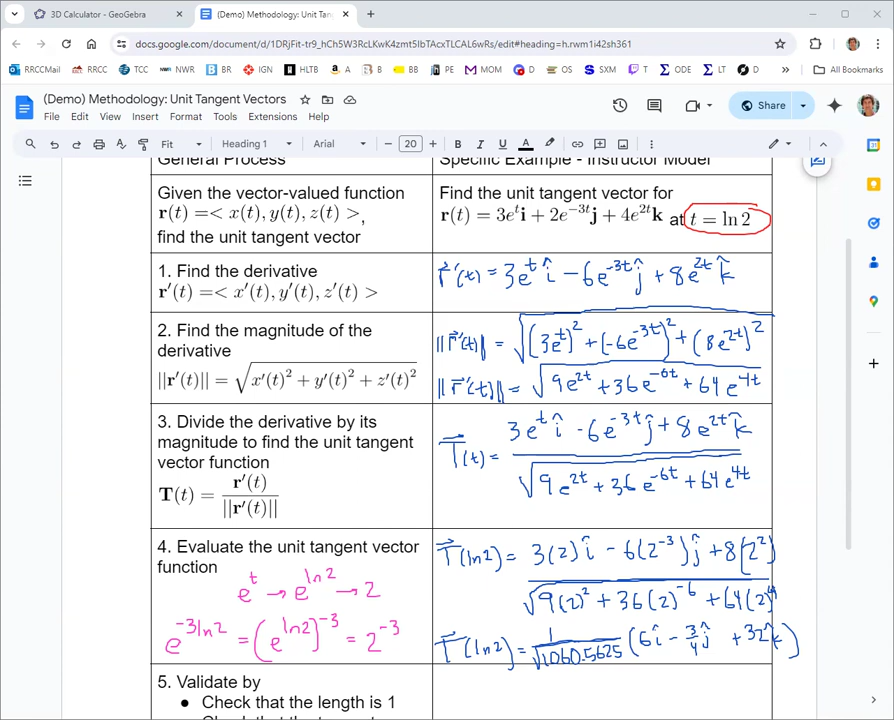 3D Calculator - GeoGebra
(Demo) Methodology: Unit Tang
docs.google.com/document/d/1DRjFit-tr9_hCh5W3RcLKwK4zmt5IbTAcxTLCAL6wRs/edit#heading=h.rwm1i42sh361
RRCCMail RRCC TCC NWR BR IGN HLTB A B BB PE MOM D OS SXM T ODE LT D » All Bookmarks
(Demo) Methodology: Unit Tangent Vectors
File Edit View Insert Format Tools Extensions Help
Share
Fit Heading 1 Arial − 20 + B I U A
General Process Specific Example - Instructor Model
Given the vector-valued function
r(t) =< x(t), y(t), z(t) >,
find the unit tangent vector
Find the unit tangent vector for
r(t) = 3e^t i + 2e^{-3t} j + 4e^{2t} k at t = ln 2
1. Find the derivative
r′(t) =< x′(t), y′(t), z′(t) >
r⃗′(t) = 3e^t î − 6e^{-3t} ĵ + 8e^{2t} k̂
2. Find the magnitude of the
derivative
||r′(t)|| = √(x′(t)² + y′(t)² + z′(t)²)
||r⃗′(t)|| = √((3e^t)² + (-6e^{-3t})² + (8e^{2t})²)
||r⃗′(t)|| = √(9e^{2t} + 36e^{-6t} + 64e^{4t})
3. Divide the derivative by its
magnitude to find the unit tangent
vector function
T(t) = r′(t) / ||r′(t)||
T⃗(t) = (3e^t î − 6e^{-3t} ĵ + 8e^{2t} k̂) / √(9e^{2t} + 36e^{-6t} + 64e^{4t})
4. Evaluate the unit tangent vector
function
e^t → e^{ln2} → 2
e^{-3ln2} = (e^{ln2})^{-3} = 2^{-3}
T⃗(ln2) = (3(2)î − 6(2^{-3})ĵ + 8(2²)) / √(9(2)² + 36(2)^{-6} + 64(2)^4)
T⃗(ln2) = 1/√1060.5625 (6î − 3/4 ĵ + 32k̂)
5. Validate by
● Check that the length is 1